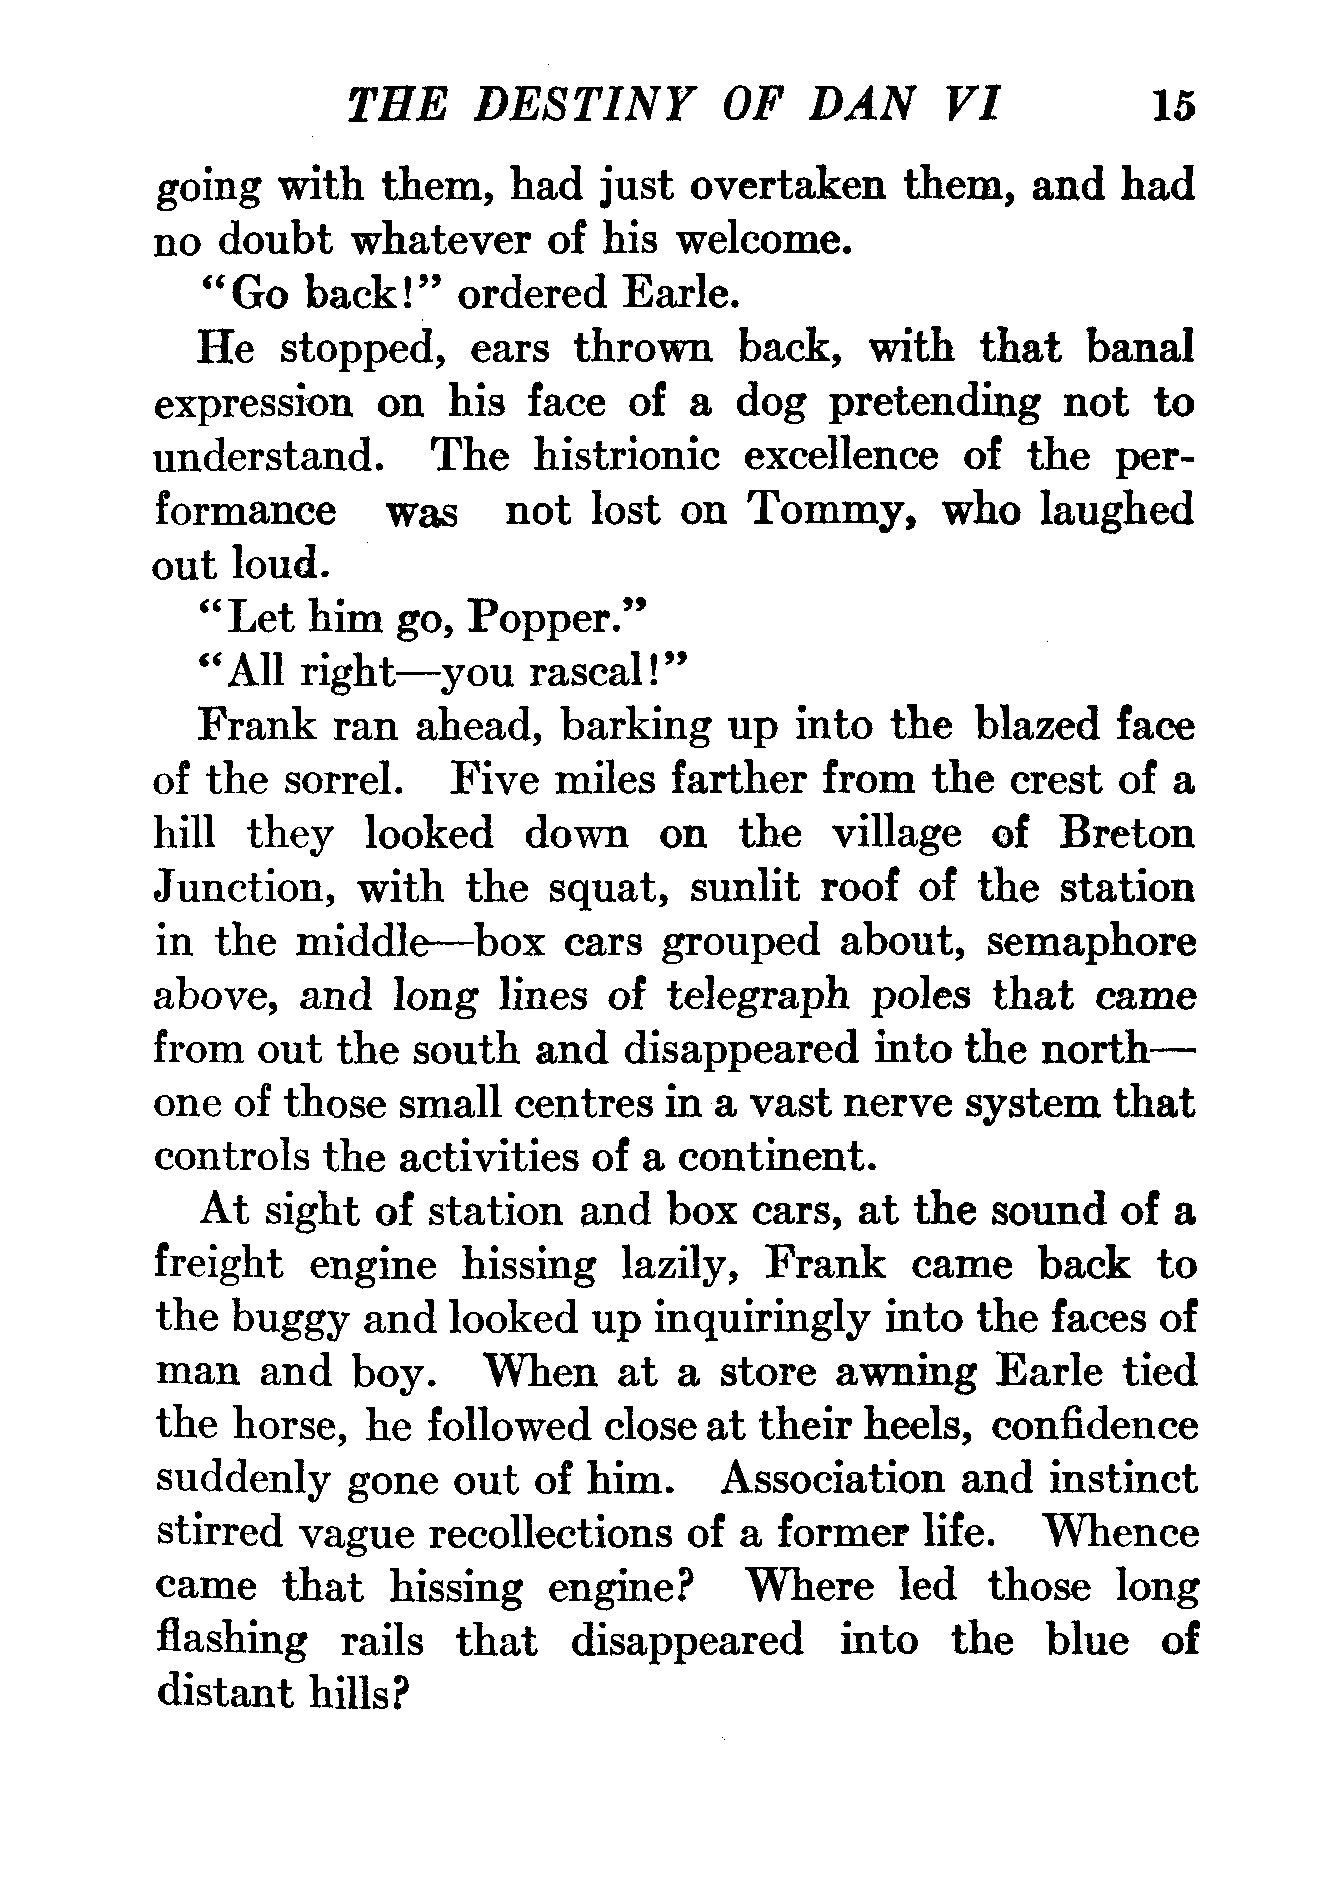 THE DESTINY OF DAN VI 15
going with them, had just overtaken them, and had
no doubt whatever of his welcome.
“Go back!” ordered Earle.
He stopped, ears thrown back, with that banal
expression on his face of a dog pretending not to
understand. The histrionic excellence of the per-
formance was not lost on Tommy, who laughed
out loud.
“Let him go, Popper.”
“All right—you rascal!”
Frank ran ahead, barking up into the blazed face
of the sorrel. Five miles farther from the crest of a
hill they looked down on the village of Breton
Junction, with the squat, sunlit roof of the station
in the middle—box cars grouped about, semaphore
above, and long lines of telegraph poles that came
from out the south and disappeared into the north—
one of those small centres in a vast nerve system that
controls the activities of a continent.
At sight of station and box cars, at the sound of a
freight engine hissing lazily, Frank came back to
the buggy and looked up inquiringly into the faces of
man and boy. When at a store awning Earle tied
the horse, he followed close at their heels, confidence
suddenly gone out of him. Association and instinct
stirred vague recollections of a former life. Whence
came that hissing engine? Where led those long
flashing rails that disappeared into the blue of
distant hills?